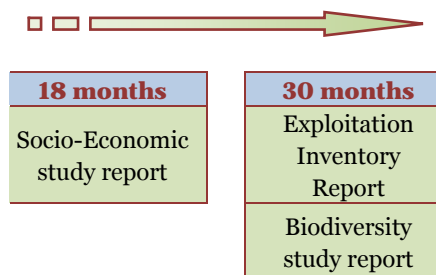 18 months
Socio-Economic
study report
30 months
Exploitation
Inventory
Report
Biodiversity
study report